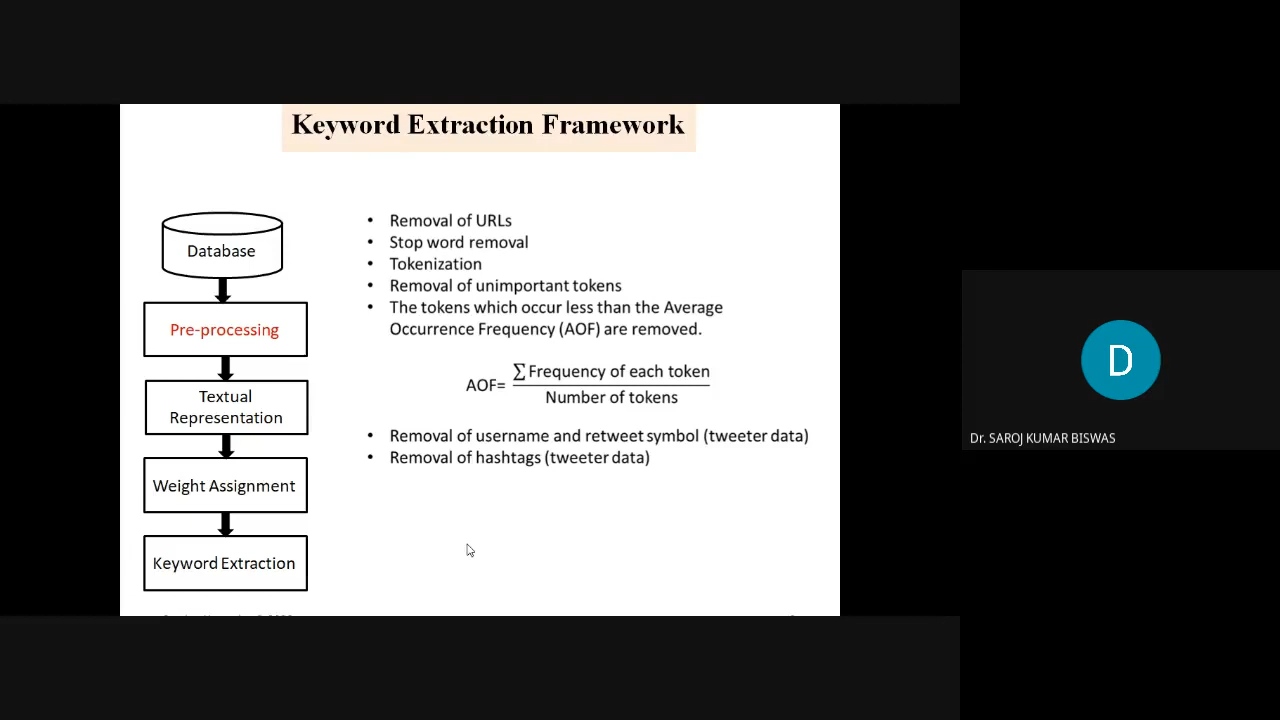 Keyword Extraction Framework
Database
Pre-processing
Textual
Representation
Weight Assignment
Keyword Extraction
• Removal of URLs
• Stop word removal
• Tokenization
• Removal of unimportant tokens
• The tokens which occur less than the Average
Occurrence Frequency (AOF) are removed.
AOF= ∑ Frequency of each token
Number of tokens
• Removal of username and retweet symbol (tweeter data)
• Removal of hashtags (tweeter data)
D
Dr. SAROJ KUMAR BISWAS